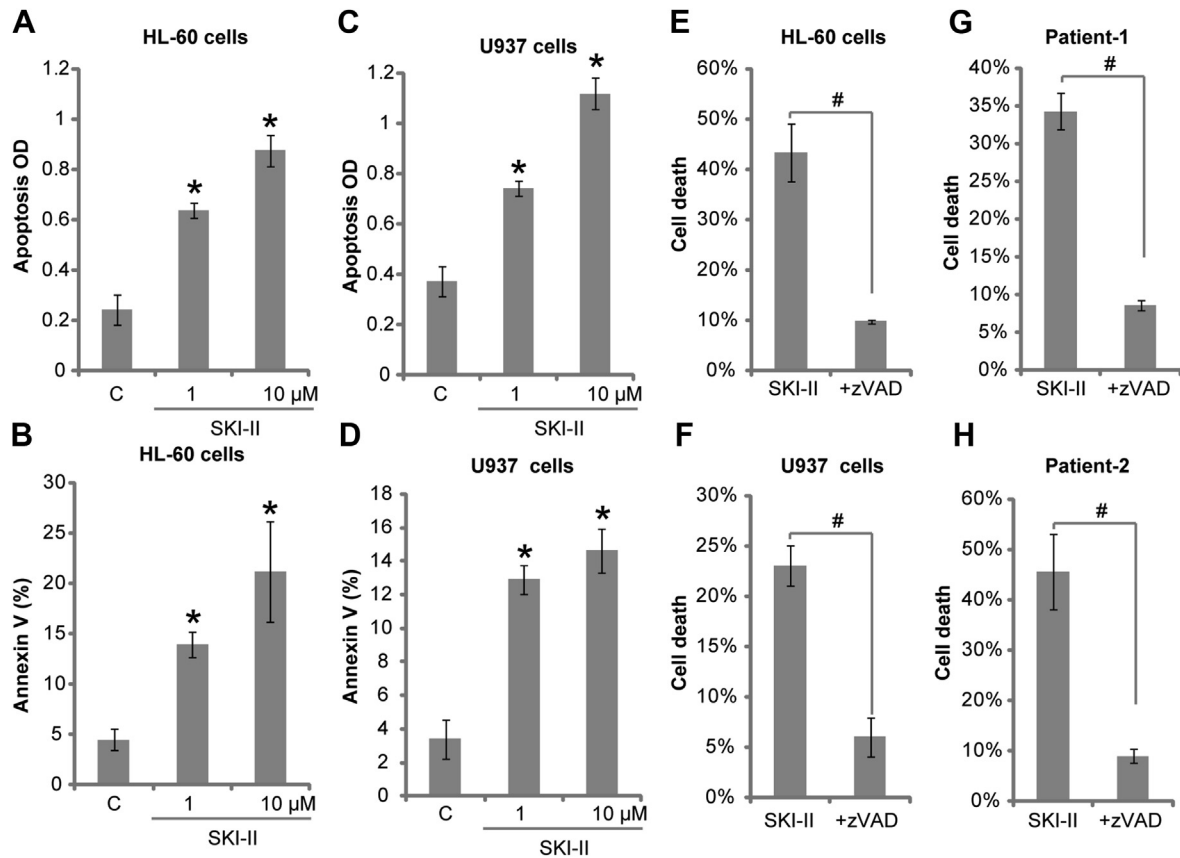 A
HL-60 cells
Apoptosis OD
1.2
1
0.8
0.6
0.4
0.2
0
*
*
C
1
10 µM
SKI-II
B
HL-60 cells
Annexin V (%)
30
25
20
15
10
5
0
*
*
C
1
10 µM
SKI-II
C
U937 cells
Apoptosis OD
1.2
1
0.8
0.6
0.4
0.2
0
*
*
C
1
10 µM
SKI-II
D
U937 cells
Annexin V (%)
18
16
14
12
10
8
6
4
2
0
*
*
C
1
10 µM
SKI-II
E
HL-60 cells
Cell death
60%
50%
40%
30%
20%
10%
0%
#
SKI-II
+zVAD
F
U937 cells
Cell death
30%
25%
20%
15%
10%
5%
0%
#
SKI-II
+zVAD
G
Patient-1
Cell death
40%
35%
30%
25%
20%
15%
10%
5%
0%
#
SKI-II
+zVAD
H
Patient-2
Cell death
60%
50%
40%
30%
20%
10%
0%
#
SKI-II
+zVAD